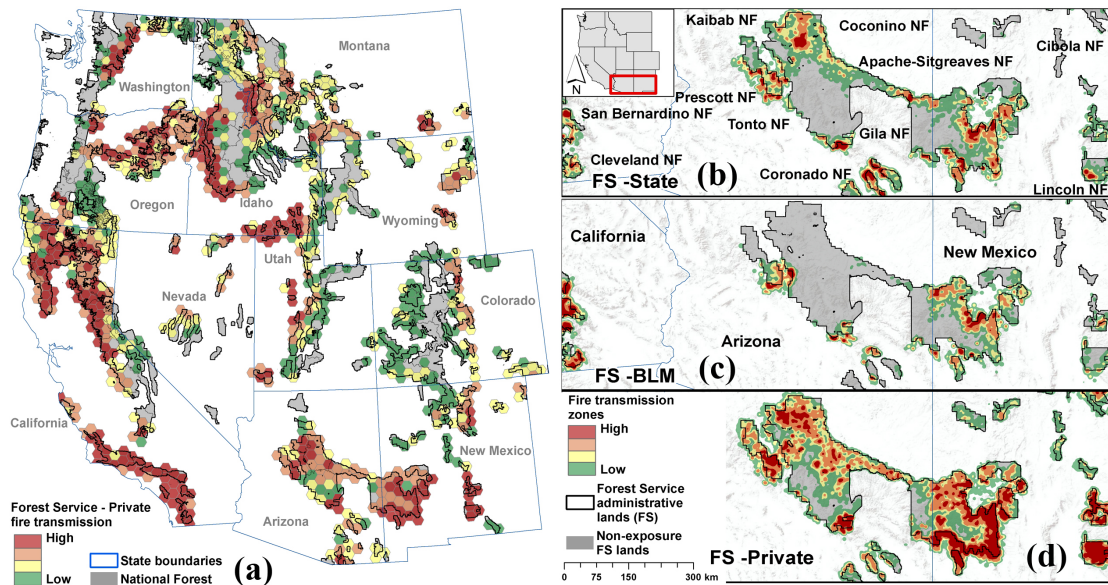 Montana
Washington
Oregon
Idaho
Wyoming
Utah
Nevada
Colorado
California
New Mexico
Arizona
Forest Service - Private
fire transmission
High
Low
State boundaries
National Forest
(a)
N
Kaibab NF
Coconino NF
Cibola NF
Apache-Sitgreaves NF
Prescott NF
San Bernardino NF
Tonto NF
Gila NF
Cleveland NF
Coronado NF
Lincoln NF
FS -State
(b)
California
New Mexico
Arizona
FS -BLM
(c)
Fire transmission
zones
High
Low
Forest Service
administrative
lands (FS)
Non-exposure
FS lands
0 75 150 300 km
FS -Private
(d)